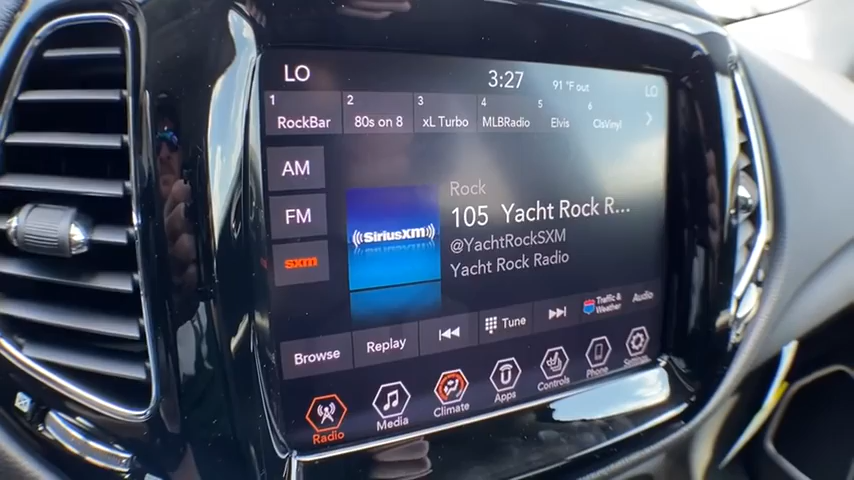 LO 3:27 91 °F out LO
1 RockBar 2 80s on 8 3 xL Turbo 4 MLBRadio 5 Elvis 6 ClsVinyl
AM
FM
sxm
((SiriusXM))
Rock
105 Yacht Rock R...
@YachtRockSXM
Yacht Rock Radio
Browse Replay Tune Traffic & Weather Audio
Radio Media Climate Apps Controls Phone Settings